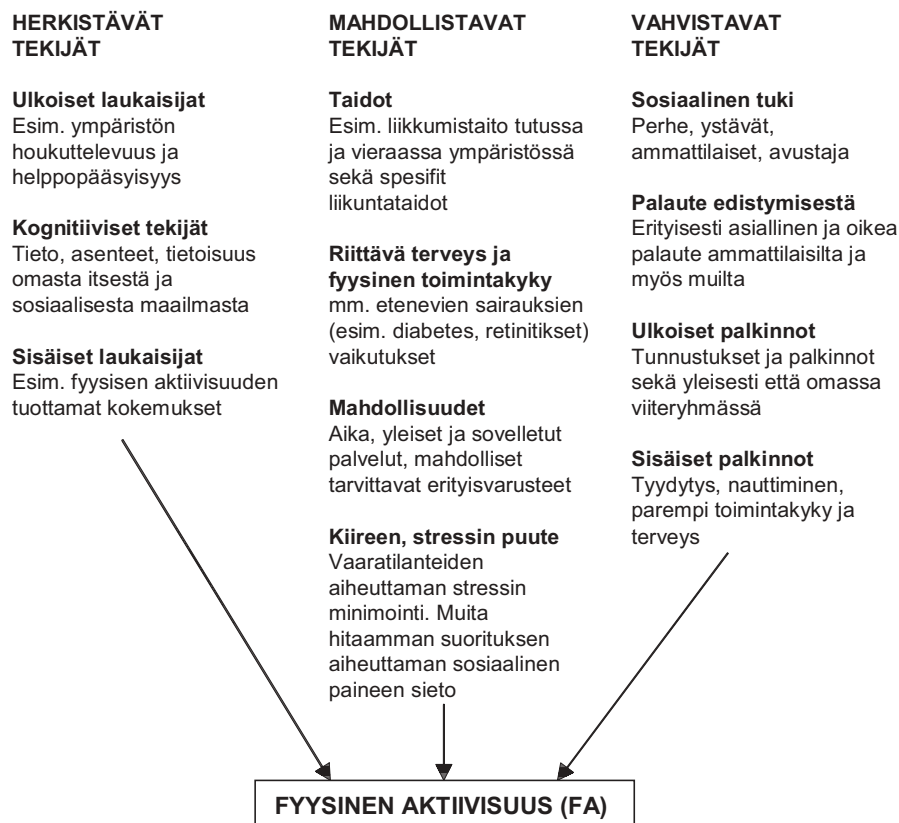 HERKISTÄVÄT
TEKIJÄT
Ulkoiset laukaisijat
Esim. ympäristön
houkuttelevuus ja
helppopääsyisyys
Kognitiiviset tekijät
Tieto, asenteet, tietoisuus
omasta itsestä ja
sosiaalisesta maailmasta
Sisäiset laukaisijat
Esim. fyysisen aktiivisuuden
tuottamat kokemukset
MAHDOLLISTAVAT
TEKIJÄT
Taidot
Esim. liikkumistaito tutussa
ja vieraassa ympäristössä
sekä spesifit
liikuntataidot
Riittävä terveys ja
fyysinen toimintakyky
mm. etenevien sairauksien
(esim. diabetes, retinitikset)
vaikutukset
Mahdollisuudet
Aika, yleiset ja sovelletut
palvelut, mahdolliset
tarvittavat erityisvarusteet
Kiireen, stressin puute
Vaaratilanteiden
aiheuttaman stressin
minimointi. Muita
hitaamman suorituksen
aiheuttaman sosiaalinen
paineen sieto
VAHVISTAVAT
TEKIJÄT
Sosiaalinen tuki
Perhe, ystävät,
ammattilaiset, avustaja
Palaute edistymisestä
Erityisesti asiallinen ja oikea
palaute ammattilaisilta ja
myös muilta
Ulkoiset palkinnot
Tunnustukset ja palkinnot
sekä yleisesti että omassa
viiteryhmässä
Sisäiset palkinnot
Tyydytys, nauttiminen,
parempi toimintakyky ja
terveys
FYYSINEN AKTIIVISUUS (FA)